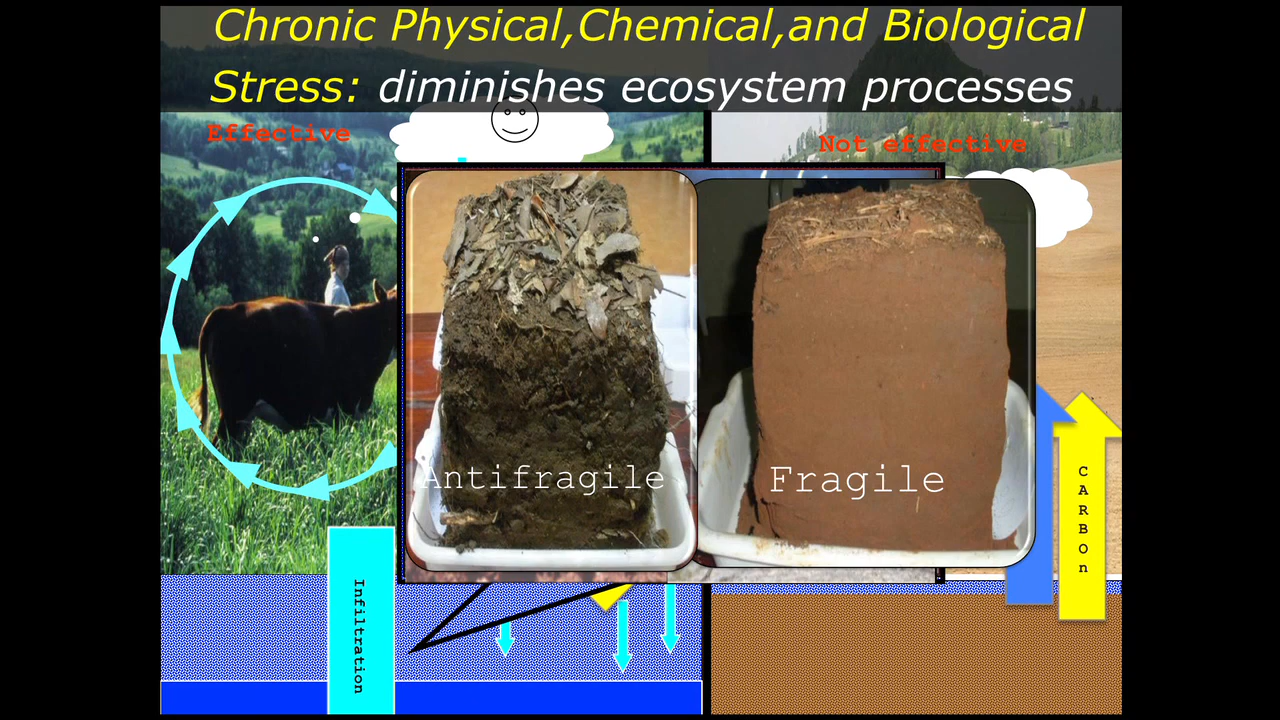 Chronic Physical,Chemical,and Biological
Stress: diminishes ecosystem processes
Effective
Not effective
Antifragile
Fragile
CARBOn
Infiltration